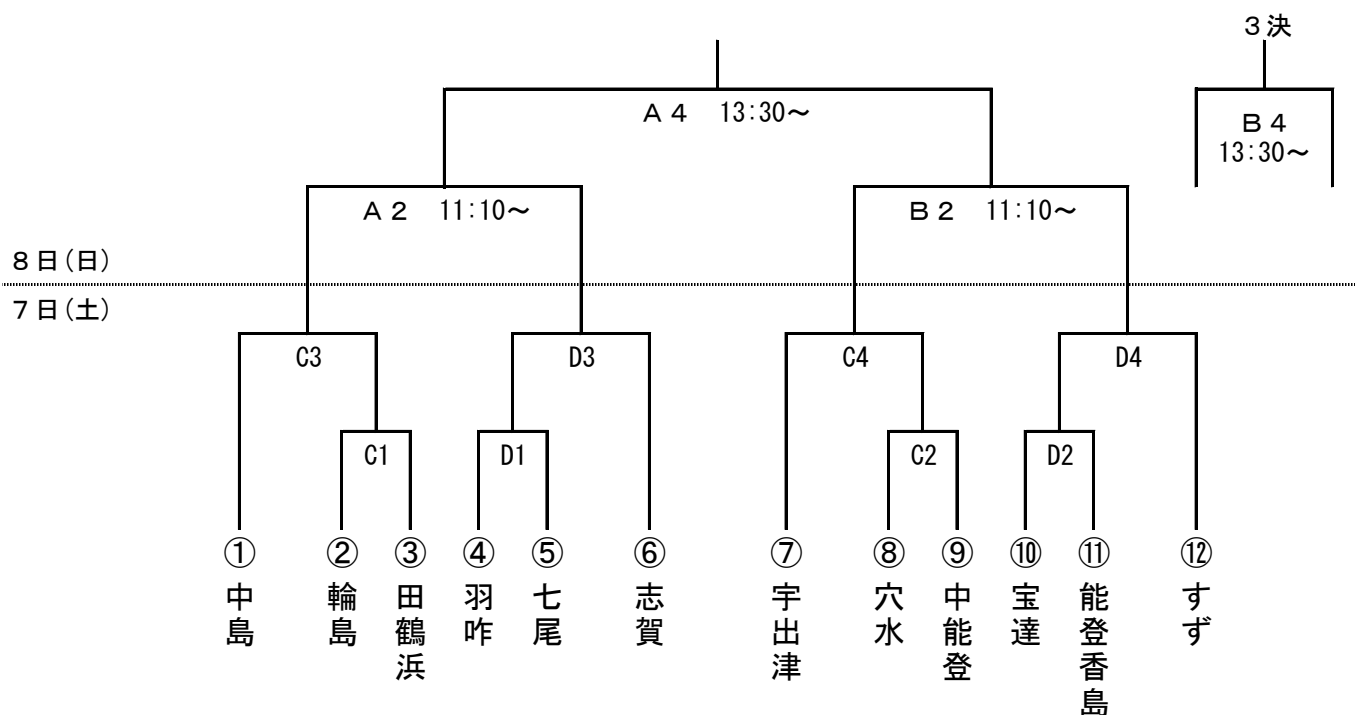 3決
A4 13:30～
B4
13:30～
A2 11:10～
B2 11:10～
8日(日)
7日(土)
C3
D3
C4
D4
C1
D1
C2
D2
①
②
③
④
⑤
⑥
⑦
⑧
⑨
⑩
⑪
⑫
中島
輪島
田鶴浜
羽咋
七尾
志賀
宇出津
穴水
中能登
宝達
能登香島
すず